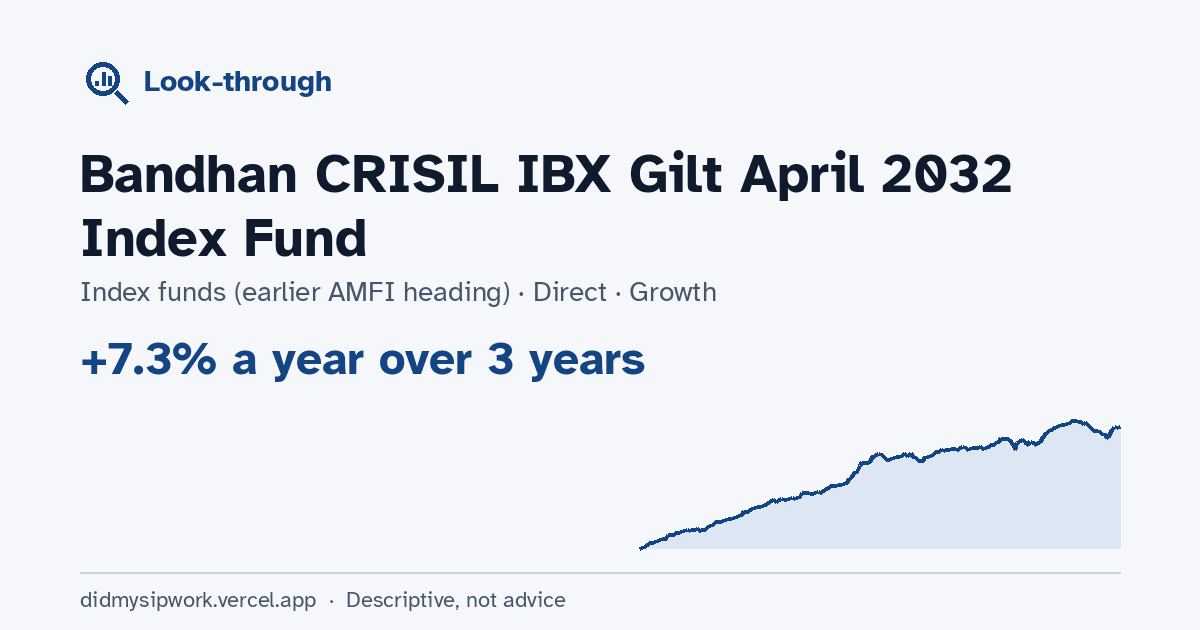 Look-through
Bandhan CRISIL IBX Gilt April 2032
Index Fund
Index funds (earlier AMFI heading) · Direct · Growth
+7.3% a year over 3 years
didmysipwork.vercel.app · Descriptive, not advice